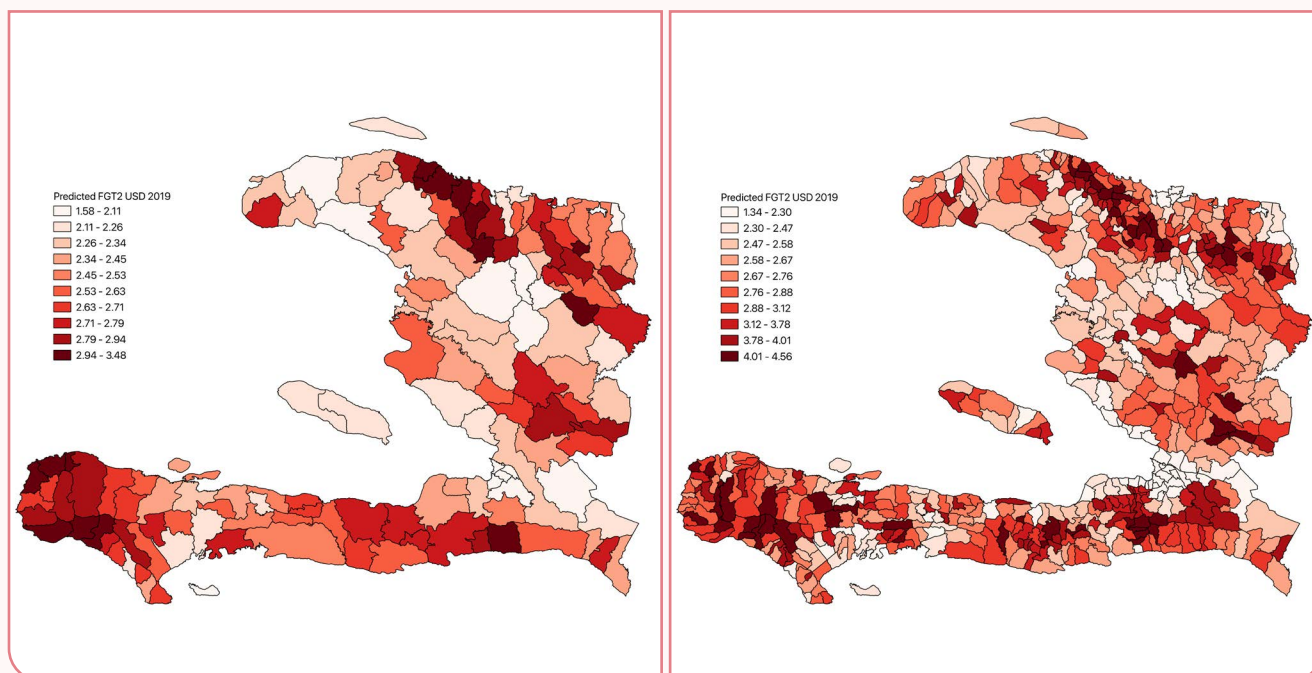 Predicted FGT2 USD 2019
1.58 - 2.11
2.11 - 2.26
2.26 - 2.34
2.34 - 2.45
2.45 - 2.53
2.53 - 2.63
2.63 - 2.71
2.71 - 2.79
2.79 - 2.94
2.94 - 3.48
Predicted FGT2 USD 2019
1.34 - 2.30
2.30 - 2.47
2.47 - 2.58
2.58 - 2.67
2.67 - 2.76
2.76 - 2.88
2.88 - 3.12
3.12 - 3.78
3.78 - 4.01
4.01 - 4.56